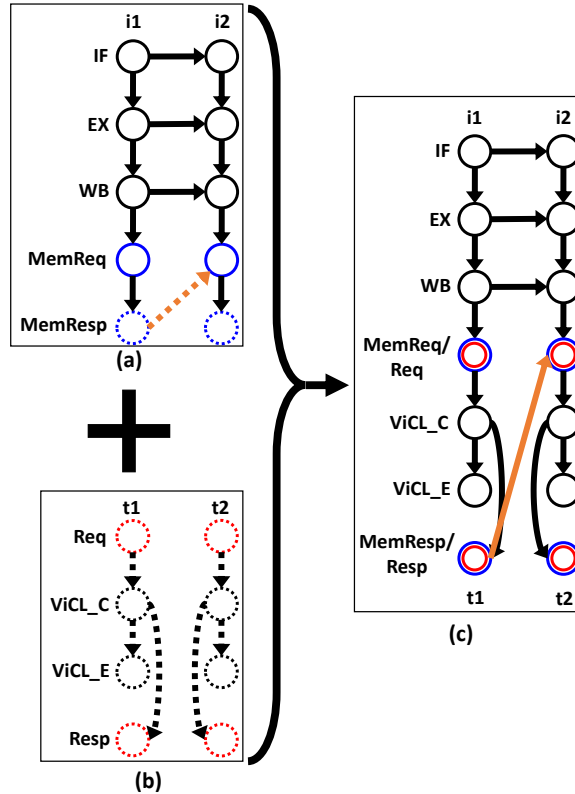 i1 i2
IF
EX
WB
MemReq
MemResp
(a)
t1 t2
Req
ViCL_C
ViCL_E
Resp
(b)
i1 i2
IF
EX
WB
MemReq/
Req
ViCL_C
ViCL_E
MemResp/
Resp
t1 t2
(c)